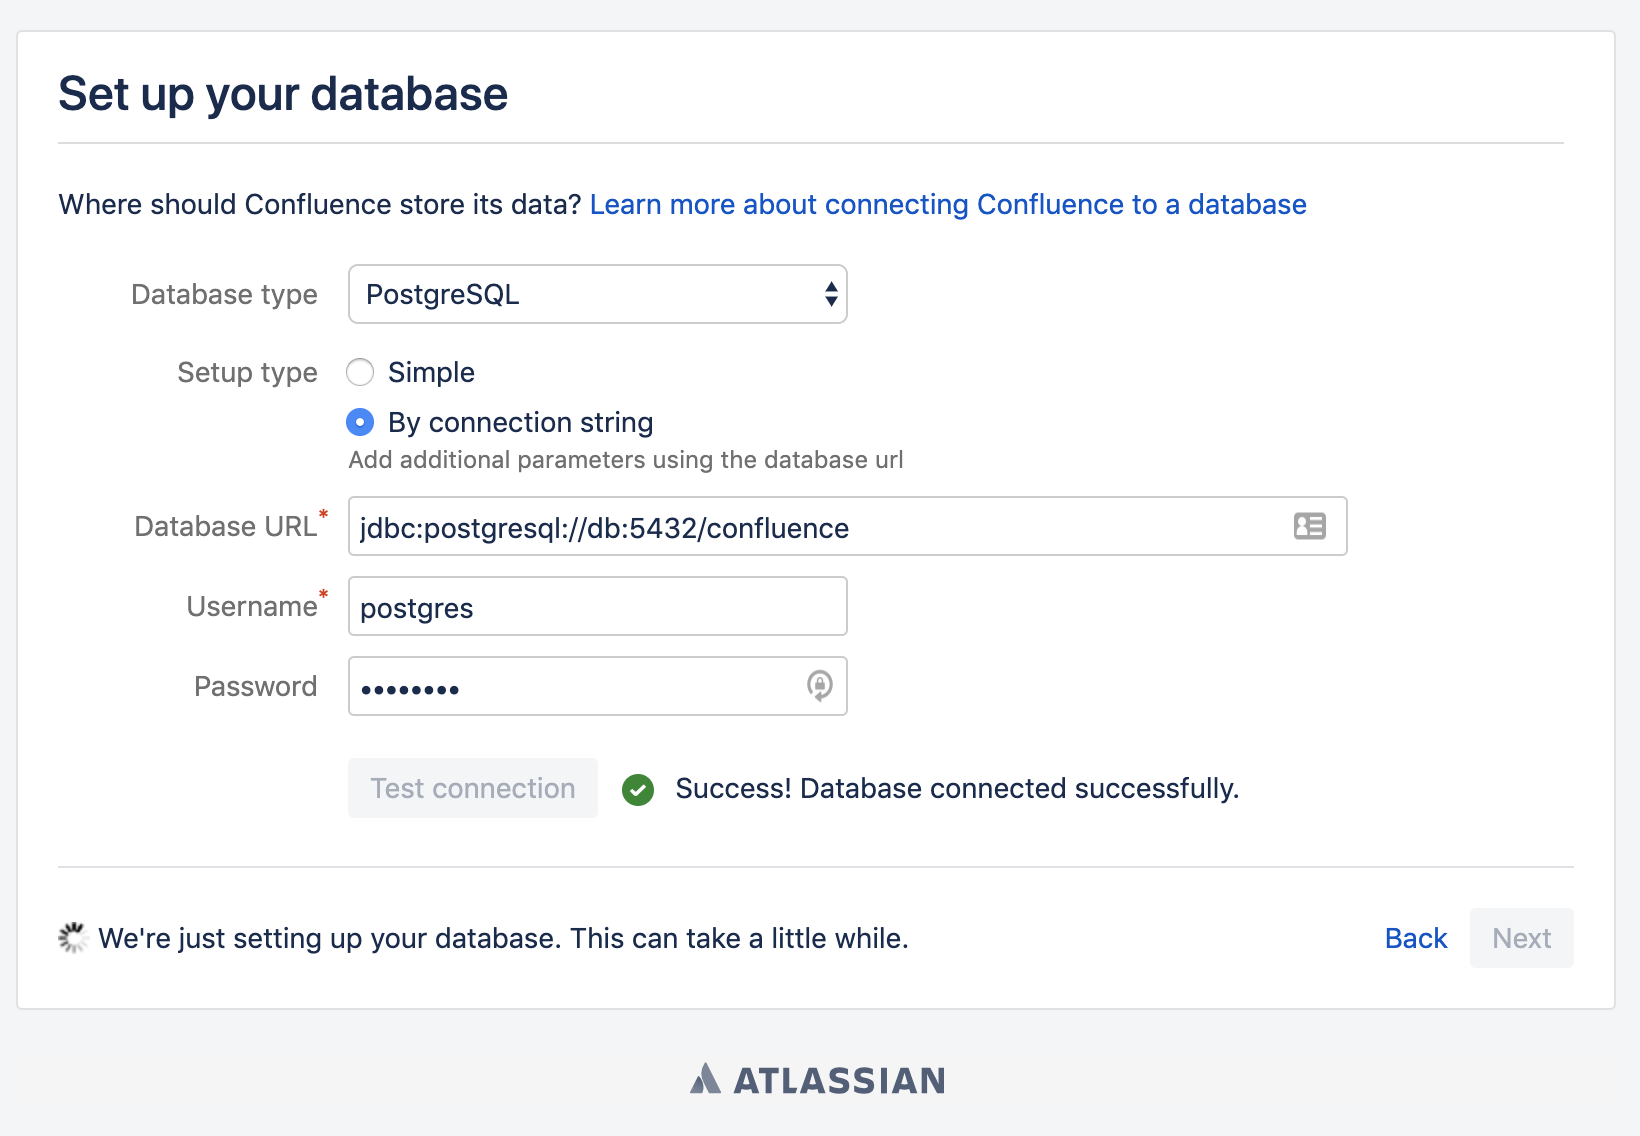 Set up your database
Where should Confluence store its data? Learn more about connecting Confluence to a database
Database type PostgreSQL
Setup type Simple
By connection string
Add additional parameters using the database url
Database URL* jdbc:postgresql://db:5432/confluence
Username* postgres
Password ••••••••
Test connection Success! Database connected successfully.
We're just setting up your database. This can take a little while. Back Next
ATLASSIAN